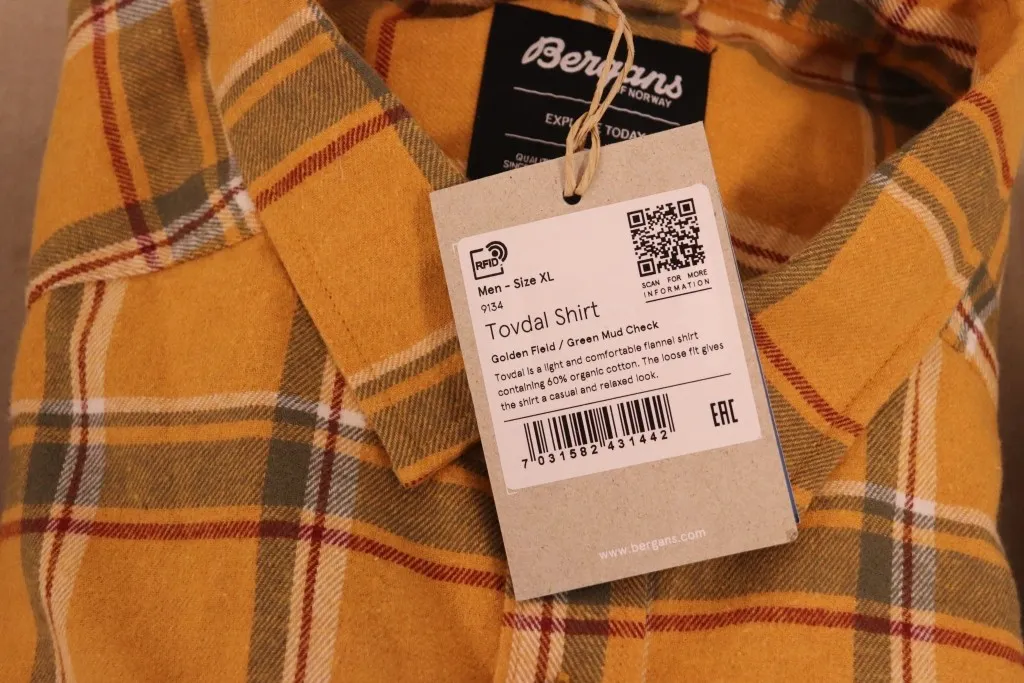 Bergans
OF NORWAY
TODAY
RFID
SCAN FOR MORE
INFORMATION
Men - Size XL
9134
Tovdal Shirt
Golden Field / Green Mud Check
Tovdal is a light and comfortable flannel shirt
containing 60% organic cotton. The loose fit gives
the shirt a casual and relaxed look.
7 031582 431442
EAC
www.bergans.com